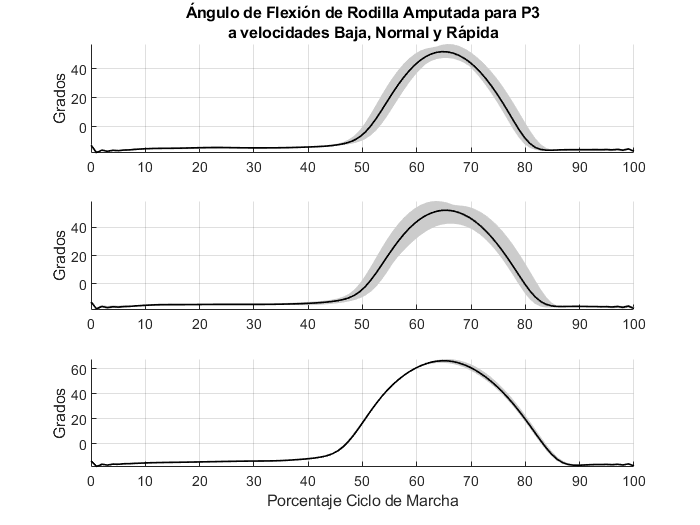 Ángulo de Flexión de Rodilla Amputada para P3
a velocidades Baja, Normal y Rápida
Grados
40
20
0
0 10 20 30 40 50 60 70 80 90 100
Grados
40
20
0
0 10 20 30 40 50 60 70 80 90 100
Grados
60
40
20
0
0 10 20 30 40 50 60 70 80 90 100
Porcentaje Ciclo de Marcha